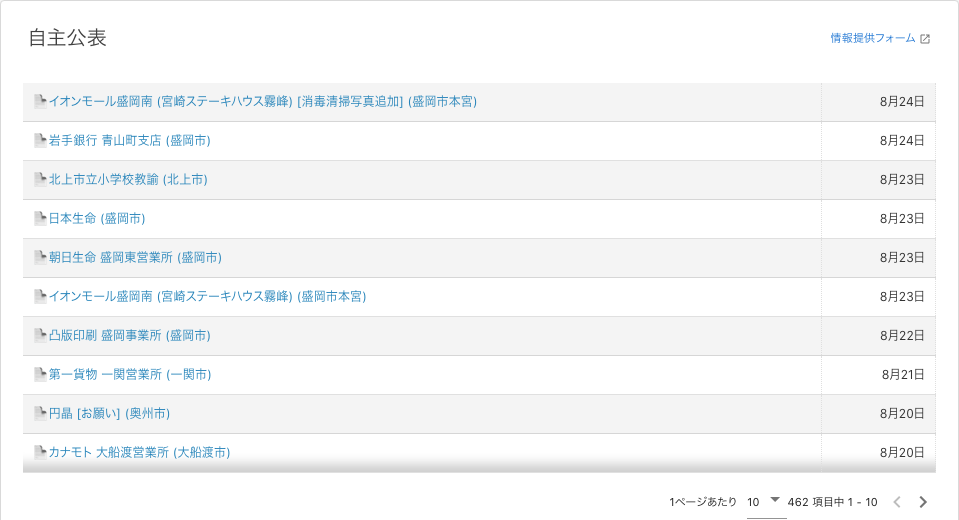 自主公表
情報提供フォーム
イオンモール盛岡南 (宮崎ステーキハウス霧峰) [消毒清掃写真追加] (盛岡市本宮) 8月24日
岩手銀行 青山町支店 (盛岡市) 8月24日
北上市立小学校教諭 (北上市) 8月23日
日本生命 (盛岡市) 8月23日
朝日生命 盛岡東営業所 (盛岡市) 8月23日
イオンモール盛岡南 (宮崎ステーキハウス霧峰) (盛岡市本宮) 8月23日
凸版印刷 盛岡事業所 (盛岡市) 8月22日
第一貨物 一関営業所 (一関市) 8月21日
円晶 [お願い] (奥州市) 8月20日
カナモト 大船渡営業所 (大船渡市) 8月20日
1ページあたり 10 462 項目中 1 - 10